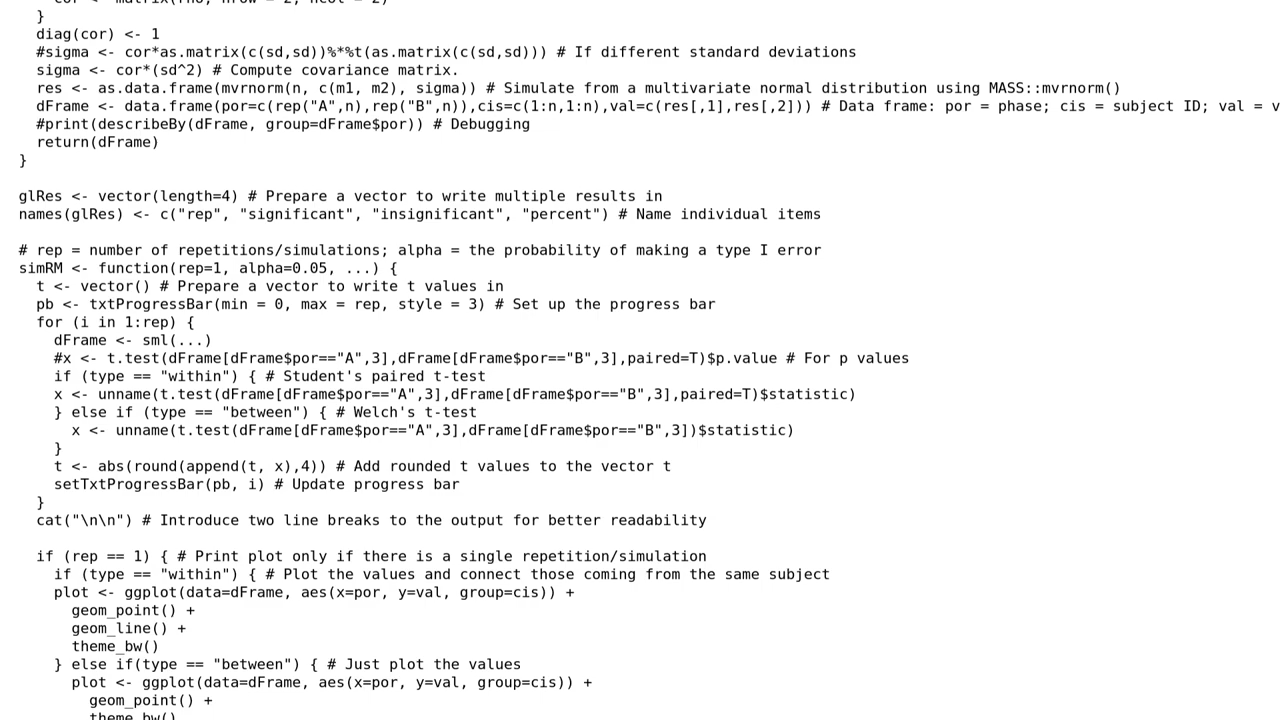 cor <- matrix(rho, nrow = 2, ncol = 2)
}
diag(cor) <- 1
#sigma <- cor*as.matrix(c(sd,sd))%*%t(as.matrix(c(sd,sd))) # If different standard deviations
sigma <- cor*(sd^2) # Compute covariance matrix.
res <- as.data.frame(mvrnorm(n, c(m1, m2), sigma)) # Simulate from a multivariate normal distribution using MASS::mvrnorm()
dFrame <- data.frame(por=c(rep("A",n),rep("B",n)),cis=c(1:n,1:n),val=c(res[,1],res[,2])) # Data frame: por = phase; cis = subject ID; val = v
#print(describeBy(dFrame, group=dFrame$por)) # Debugging
return(dFrame)
}
glRes <- vector(length=4) # Prepare a vector to write multiple results in
names(glRes) <- c("rep", "significant", "insignificant", "percent") # Name individual items
# rep = number of repetitions/simulations; alpha = the probability of making a type I error
simRM <- function(rep=1, alpha=0.05, ...) {
t <- vector() # Prepare a vector to write t values in
pb <- txtProgressBar(min = 0, max = rep, style = 3) # Set up the progress bar
for (i in 1:rep) {
dFrame <- sml(...)
#x <- t.test(dFrame[dFrame$por=="A",3],dFrame[dFrame$por=="B",3],paired=T)$p.value # For p values
if (type == "within") { # Student's paired t-test
x <- unname(t.test(dFrame[dFrame$por=="A",3],dFrame[dFrame$por=="B",3],paired=T)$statistic)
} else if (type == "between") { # Welch's t-test
x <- unname(t.test(dFrame[dFrame$por=="A",3],dFrame[dFrame$por=="B",3])$statistic)
}
t <- abs(round(append(t, x),4)) # Add rounded t values to the vector t
setTxtProgressBar(pb, i) # Update progress bar
}
cat("\n\n") # Introduce two line breaks to the output for better readability
if (rep == 1) { # Print plot only if there is a single repetition/simulation
if (type == "within") { # Plot the values and connect those coming from the same subject
plot <- ggplot(data=dFrame, aes(x=por, y=val, group=cis)) +
geom_point() +
geom_line() +
theme_bw()
} else if(type == "between") { # Just plot the values
plot <- ggplot(data=dFrame, aes(x=por, y=val, group=cis)) +
geom_point() +
theme_bw()